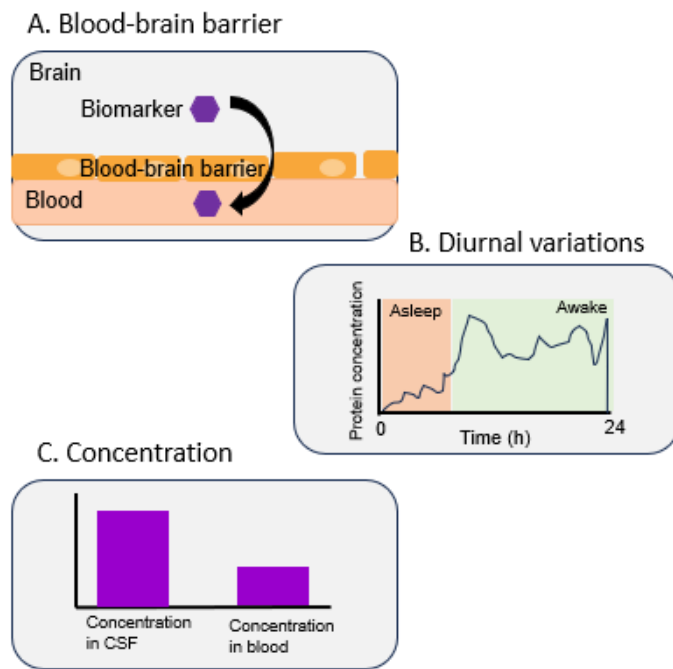 A. Blood-brain barrier
Brain
Biomarker
Blood-brain barrier
Blood
B. Diurnal variations
Protein concentration
Asleep
Awake
0
Time (h)
24
C. Concentration
Concentration
in CSF
Concentration
in blood